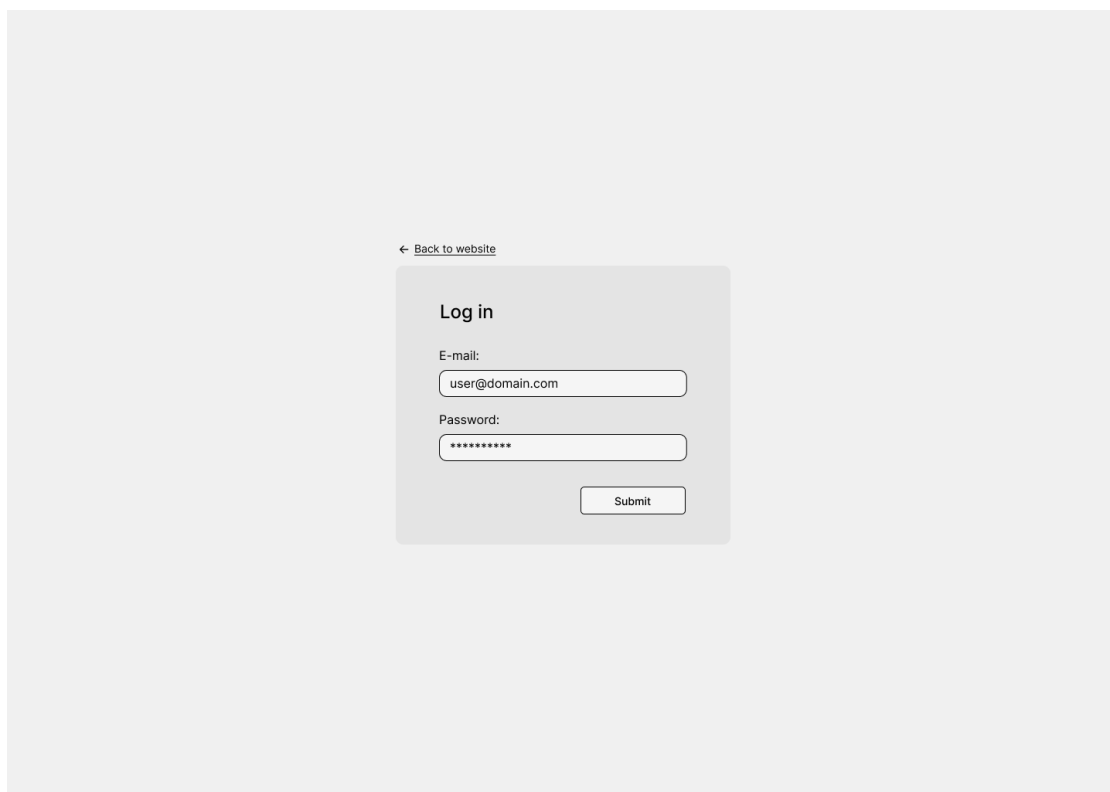 ← Back to website
Log in
E-mail:
user@domain.com
Password:
**********
Submit